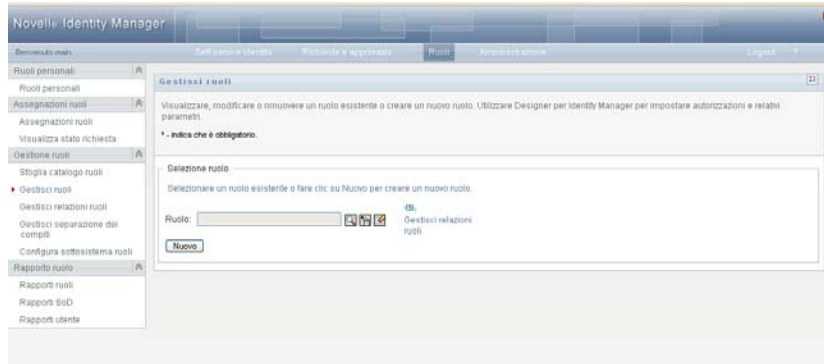 Novell® Identity Manager
Benvenuto main
Self-service identità
Richieste e approvazioni
Ruoli
Amministrazione
Logout
?
Ruoli personali
Ruoli personali
Assegnazioni ruoli
Assegnazioni ruoli
Visualizza stato richiesta
Gestione ruoli
Sfoglia catalogo ruoli
Gestisci ruoli
Gestisci relazioni ruoli
Gestisci separazione dei
compiti
Configura sottosistema ruoli
Rapporto ruolo
Rapporti ruoli
Rapporti SoD
Rapporti utente
Gestisci ruoli
Visualizzare, modificare o rimuovere un ruolo esistente o creare un nuovo ruolo. Utilizzare Designer per Identity Manager per impostare autorizzazioni e relativi
parametri.
* - indica che è obbligatorio.
Selezione ruolo
Selezionare un ruolo esistente o fare clic su Nuovo per creare un nuovo ruolo.
Ruolo:
Gestisci relazioni
ruoli
Nuovo